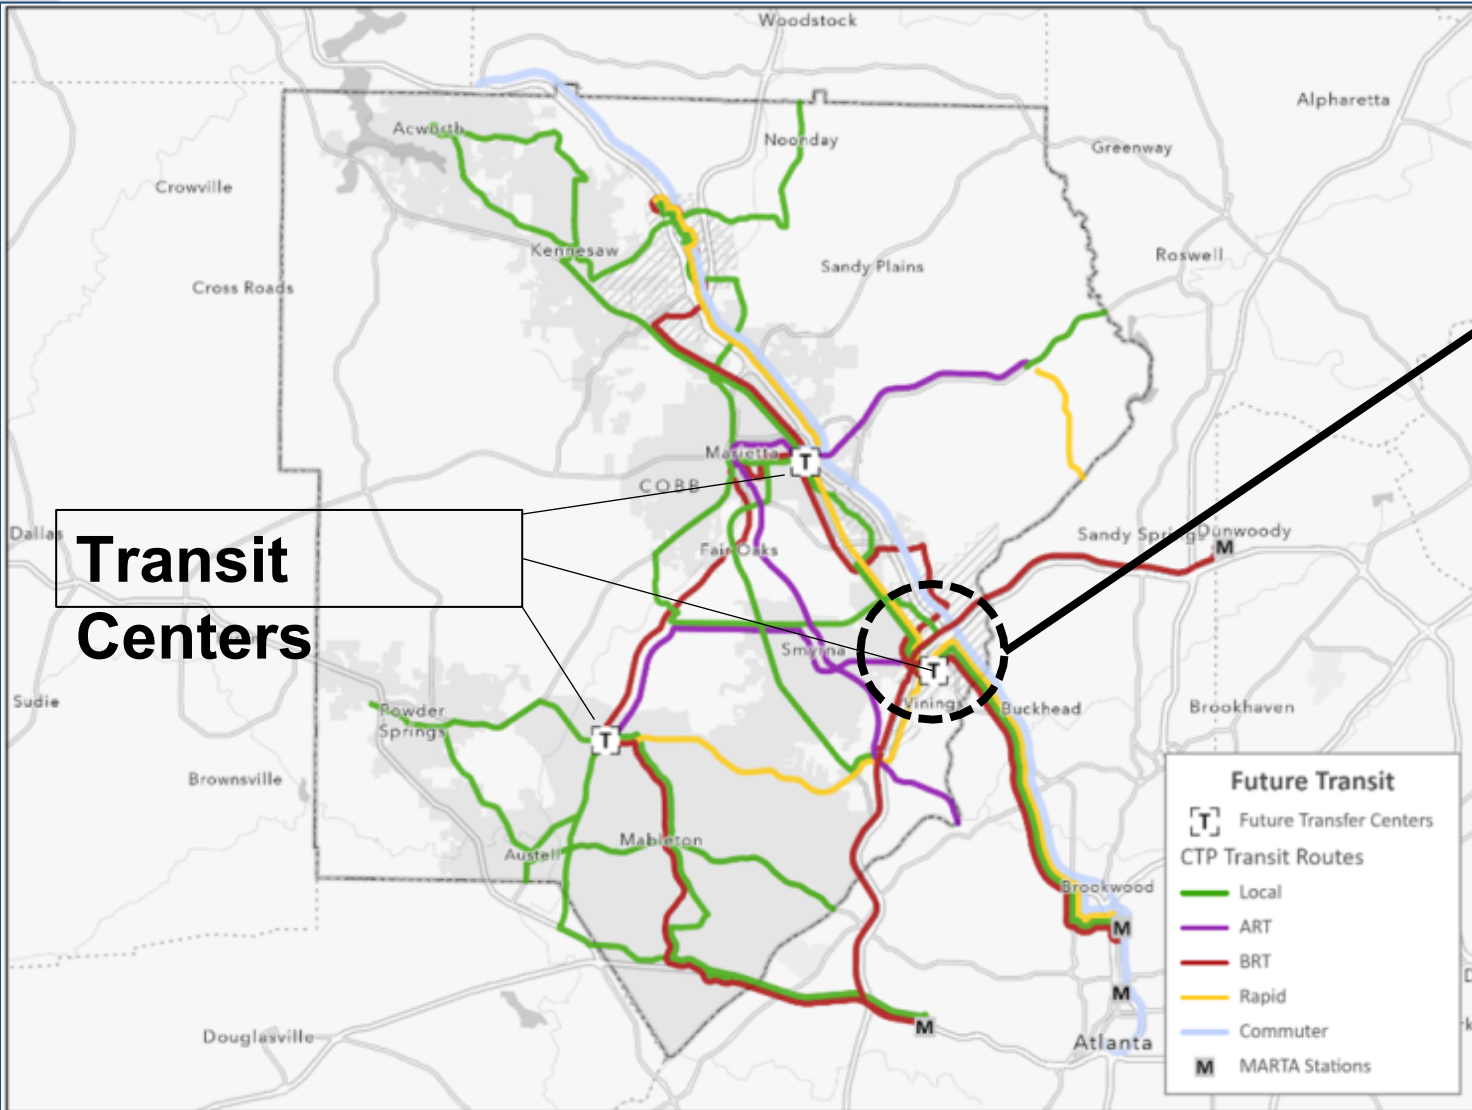 Woodstock
Alpharetta
Acworth
Noonday
Greenway
Crowville
Kennesaw
Roswell
Sandy Plains
Cross Roads
Marietta
T
COBB
Dallas
Sandy Springs
Dunwoody
M
Transit
Centers
Fair Oaks
Smyrna
T
Sudie
Vinings
Buckhead
Brookhaven
Powder
Springs
T
Brownsville
Mableton
Austell
Brookwood
M
M
Douglasville
M
Atlanta
Future Transit
T Future Transfer Centers
CTP Transit Routes
Local
ART
BRT
Rapid
Commuter
M MARTA Stations